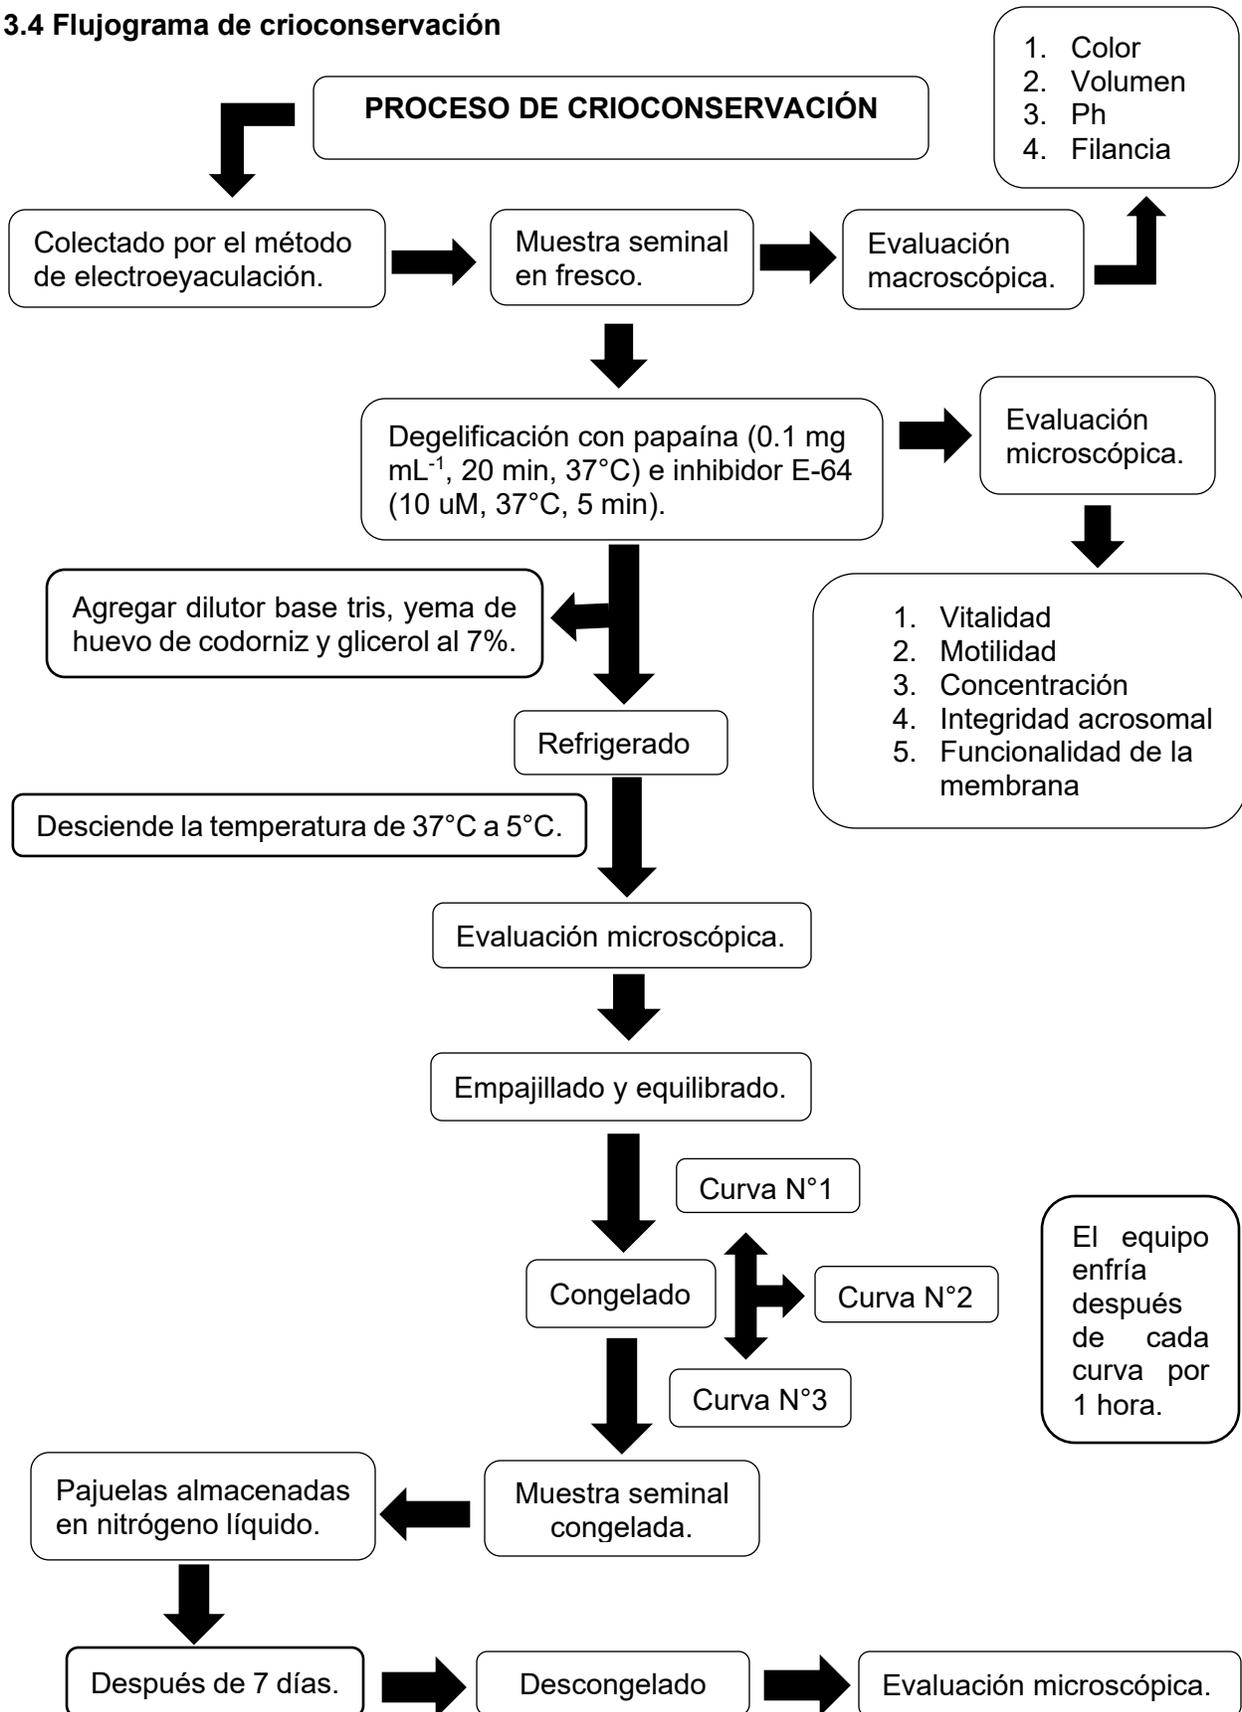 3.4 Flujograma de crioconservación
PROCESO DE CRIOCONSERVACIÓN
1. Color
2. Volumen
3. Ph
4. Filancia
Colectado por el método
de electroeyaculación.
Muestra seminal
en fresco.
Evaluación
macroscópica.
Degelificación con papaína (0.1 mg
mL⁻¹, 20 min, 37°C) e inhibidor E-64
(10 uM, 37°C, 5 min).
Evaluación
microscópica.
Agregar dilutor base tris, yema de
huevo de codorniz y glicerol al 7%.
1. Vitalidad
2. Motilidad
3. Concentración
4. Integridad acrosomal
5. Funcionalidad de la
membrana
Refrigerado
Desciende la temperatura de 37°C a 5°C.
Evaluación microscópica.
Empajillado y equilibrado.
Curva N°1
Congelado
Curva N°2
Curva N°3
El equipo
enfría
después
de cada
curva por
1 hora.
Muestra seminal
congelada.
Pajuelas almacenadas
en nitrógeno líquido.
Después de 7 días.
Descongelado
Evaluación microscópica.